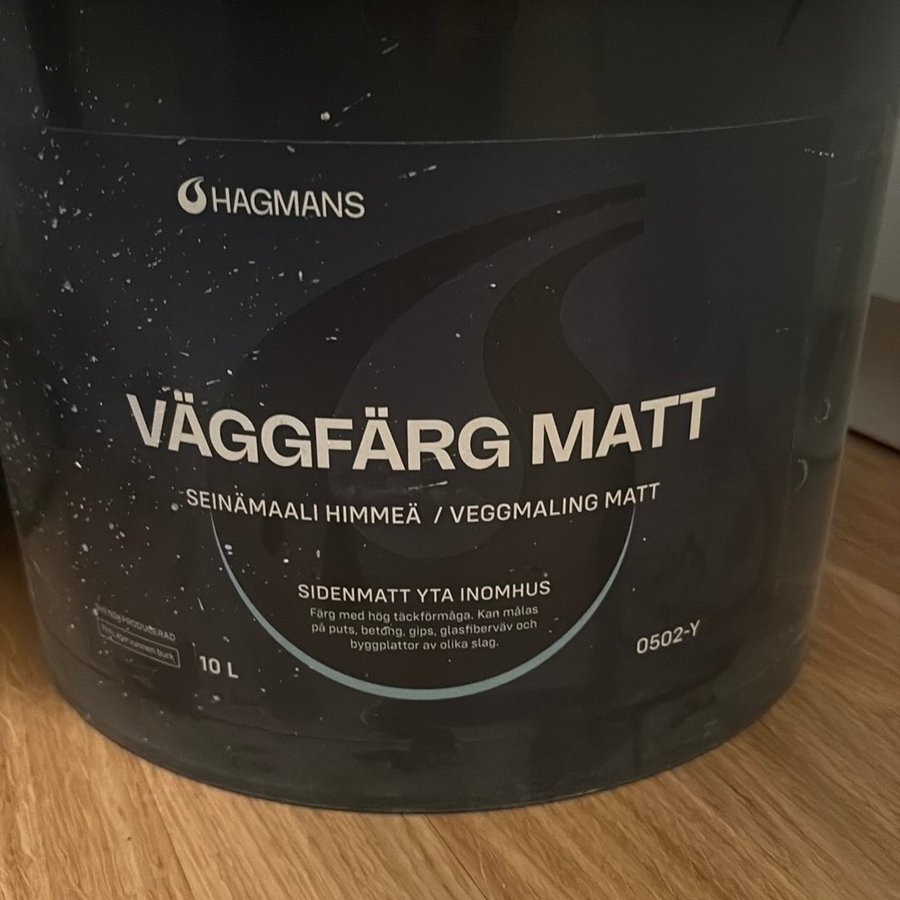 HAGMANS
VÄGGFÄRG MATT
SEINÄMAALI HIMMEÄ / VEGGMALING MATT
SIDENMATT YTA INOMHUS
Färg med hög täckförmåga. Kan målas
på puts, betong, gips, glasfiberväv och
byggplattor av olika slag.
PRODUCERAD
10 L
0502-Y